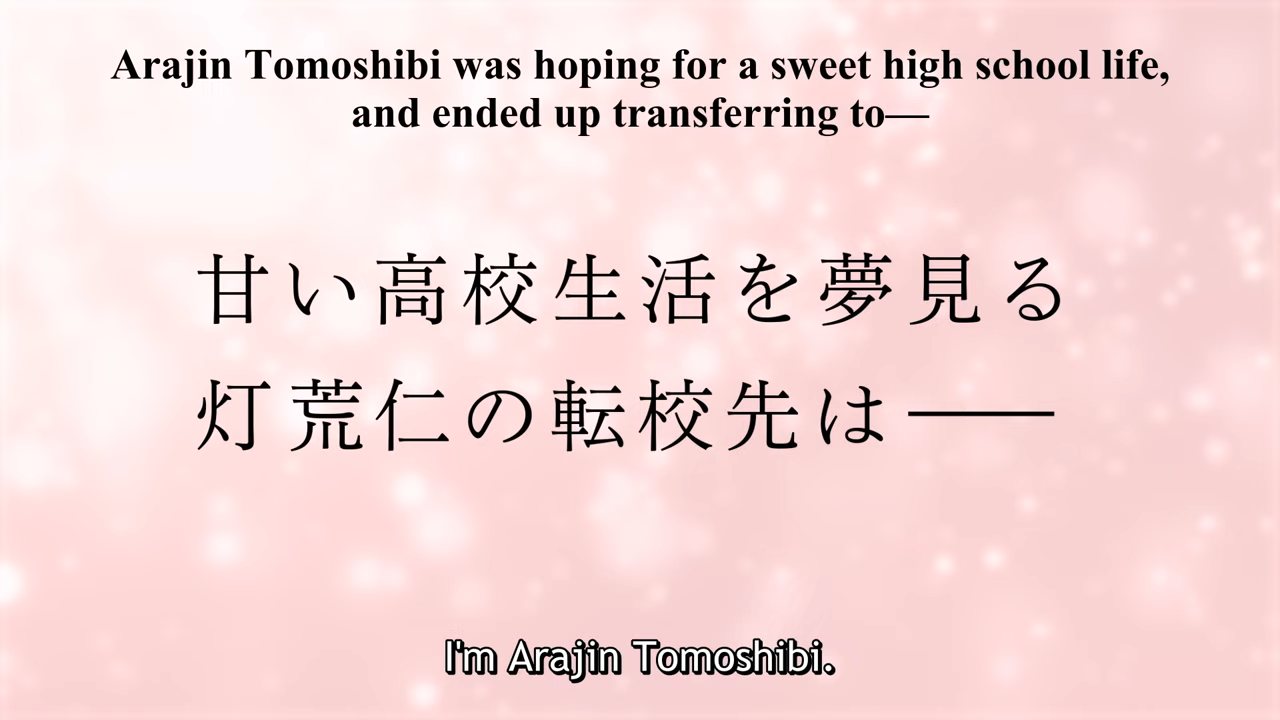 Arajin Tomoshibi was hoping for a sweet high school life,
and ended up transferring to—
甘い高校生活を夢見る
灯荒仁の転校先は——
I'm Arajin Tomoshibi.